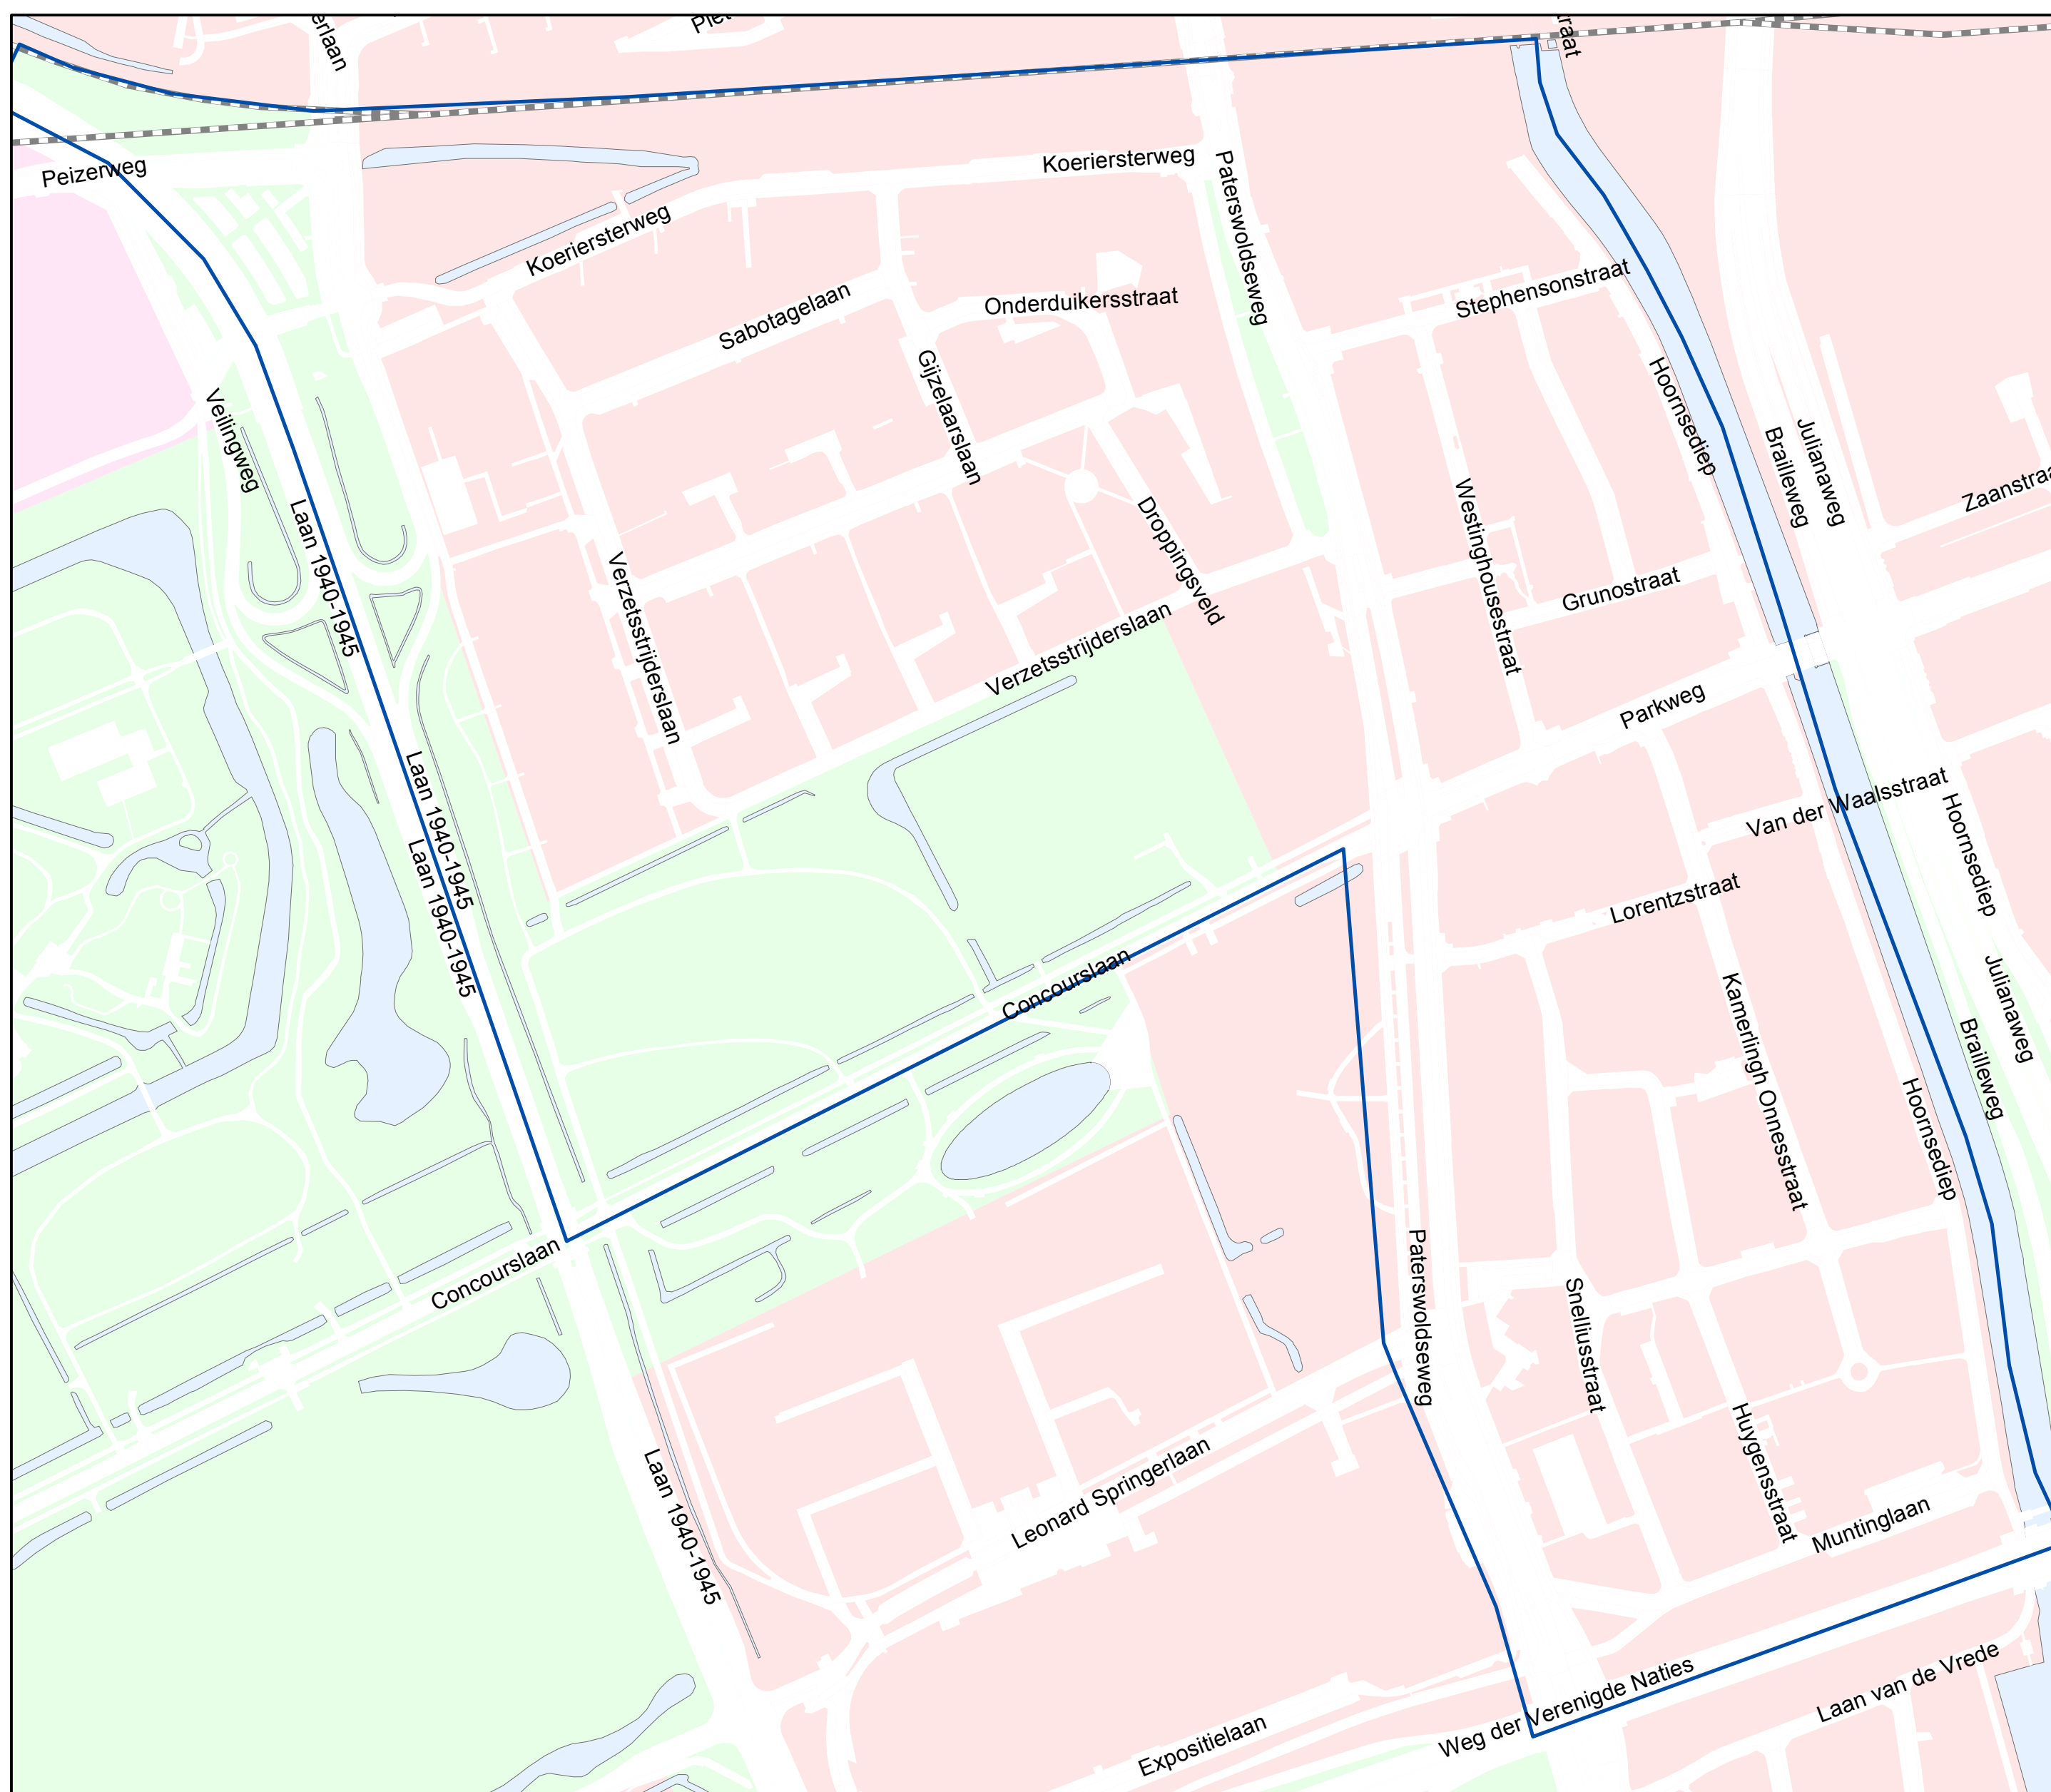 Peizerweg
Koeriersterweg
Koeriersterweg
Paterswoldseweg
Stephensonstraat
Sabotagelaan
Onderduikersstraat
Gijzelaarslaan
Hoornsediep
Julianaweg
Brailleweg
Veilingweg
Laan 1940-1945
Westinghousestraat
Droppingsveld
Verzetsstrijderslaan
Verzetsstrijderslaan
Grunostraat
Parkweg
Van der Waalsstraat
Hoornsediep
Laan 1940-1945
Laan 1940-1945
Lorentzstraat
Concourslaan
Kamerlingh Onnesstraat
Julianaweg
Brailleweg
Hoornsediep
Concourslaan
Paterswoldseweg
Snelliusstraat
Huygensstraat
Leonard Springerlaan
Laan 1940-1945
Muntinglaan
Weg der Verenigde Naties
Laan van de Vrede
Expositielaan